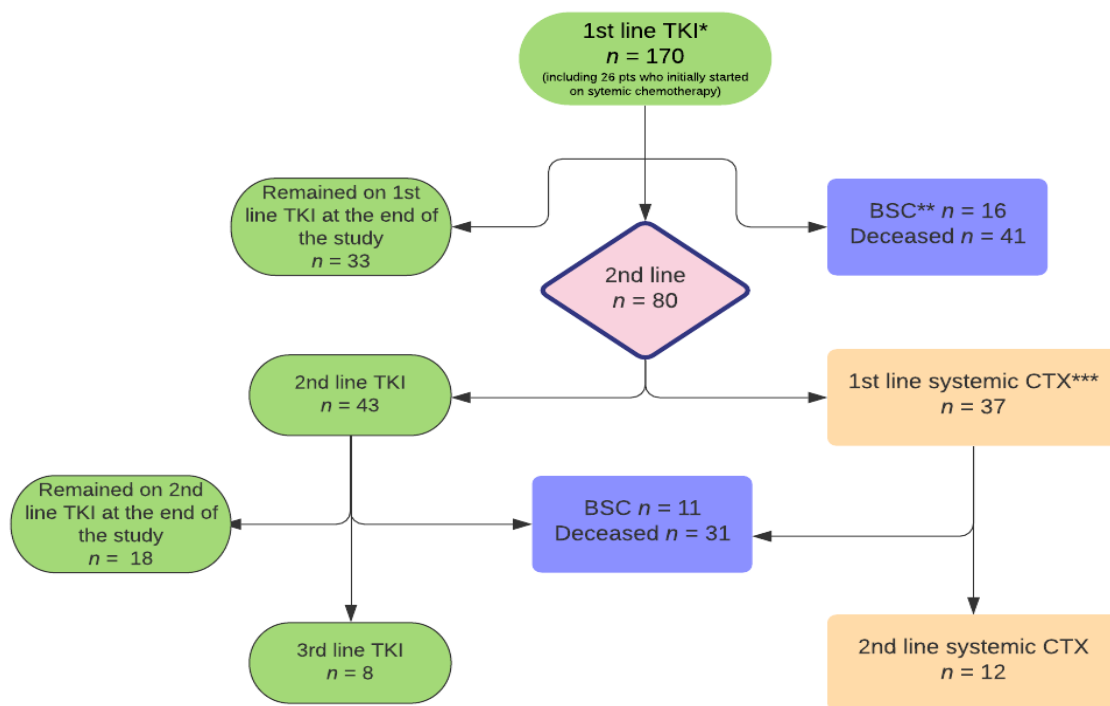 1st line TKI*
n = 170
(including 26 pts who initially started
on sytemic chemotherapy)
Remained on 1st
line TKI at the end of
the study
n = 33
BSC** n = 16
Deceased n = 41
2nd line
n = 80
2nd line TKI
n = 43
1st line systemic CTX***
n = 37
Remained on 2nd
line TKI at the end of
the study
n = 18
BSC n = 11
Deceased n = 31
3rd line TKI
n = 8
2nd line systemic CTX
n = 12